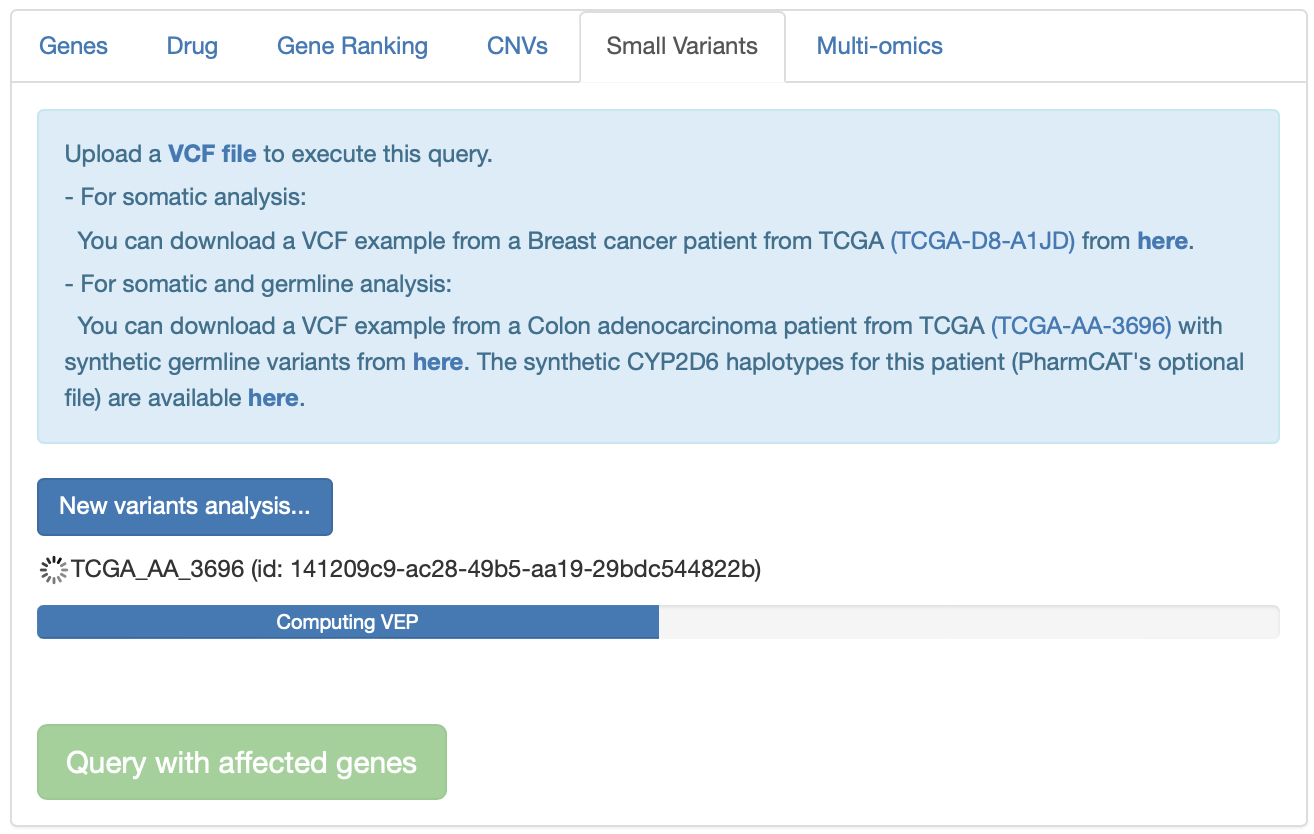 Genes Drug Gene Ranking CNVs Small Variants Multi-omics
Upload a VCF file to execute this query.
- For somatic analysis:
You can download a VCF example from a Breast cancer patient from TCGA (TCGA-D8-A1JD) from here.
- For somatic and germline analysis:
You can download a VCF example from a Colon adenocarcinoma patient from TCGA (TCGA-AA-3696) with
synthetic germline variants from here. The synthetic CYP2D6 haplotypes for this patient (PharmCAT's optional
file) are available here.
New variants analysis...
TCGA_AA_3696 (id: 141209c9-ac28-49b5-aa19-29bdc544822b)
Computing VEP
Query with affected genes